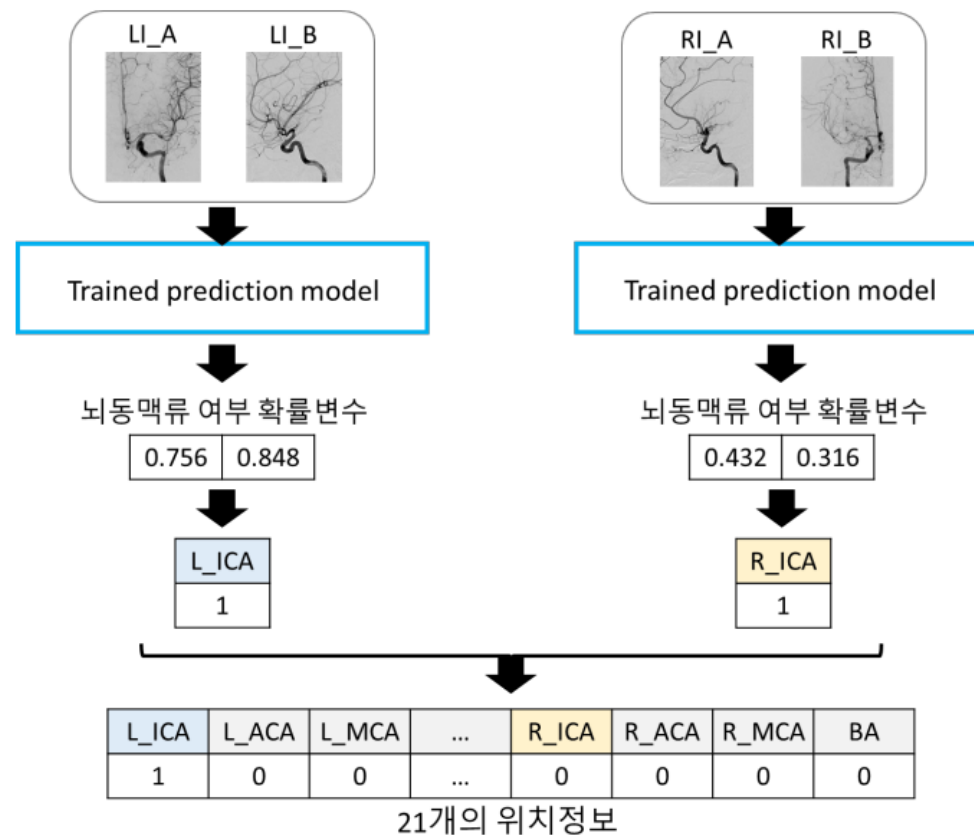 LI_A LI_B RI_A RI_B
Trained prediction model Trained prediction model
뇌동맥류 여부 확률변수 뇌동맥류 여부 확률변수
0.756 0.848 0.432 0.316
L_ICA R_ICA
1 1
L_ICA L_ACA L_MCA ... R_ICA R_ACA R_MCA BA
1 0 0 ... 0 0 0 0
21개의 위치정보